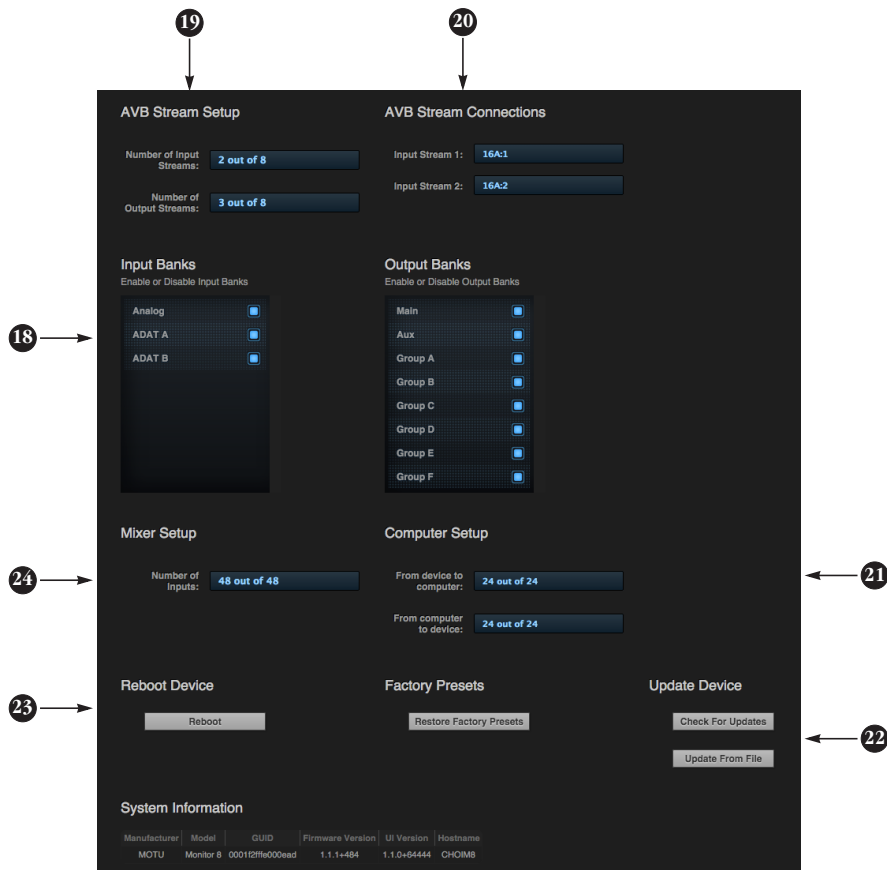 19
20
AVB Stream Setup
AVB Stream Connections
Number of Input
Streams:
2 out of 8
Number of
Output Streams:
3 out of 8
Input Stream 1:
16A:1
Input Stream 2:
16A:2
Input Banks
Enable or Disable Input Banks
Analog
ADAT A
ADAT B
18
Output Banks
Enable or Disable Output Banks
Main
Aux
Group A
Group B
Group C
Group D
Group E
Group F
Mixer Setup
Number of
Inputs:
48 out of 48
24
Computer Setup
From device to
computer:
24 out of 24
From computer
to device:
24 out of 24
21
Reboot Device
Reboot
23
Factory Presets
Restore Factory Presets
Update Device
Check For Updates
Update From File
22
System Information
Manufacturer Model GUID Firmware Version UI Version Hostname
MOTU Monitor 8 0001f2fffe000ead 1.1.1+484 1.1.0+64444 CHOIM8